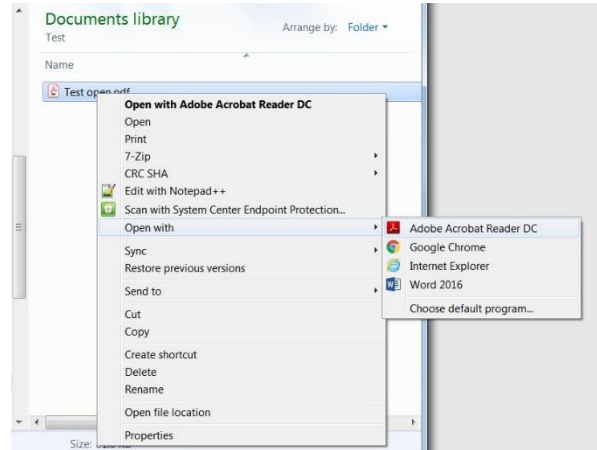 Documents library
Test
Arrange by: Folder
Name
Test open.pdf
Open with Adobe Acrobat Reader DC
Open
Print
7-Zip
CRC SHA
Edit with Notepad++
Scan with System Center Endpoint Protection...
Open with
Sync
Restore previous versions
Send to
Cut
Copy
Create shortcut
Delete
Rename
Open file location
Properties
Adobe Acrobat Reader DC
Google Chrome
Internet Explorer
Word 2016
Choose default program...
Size: